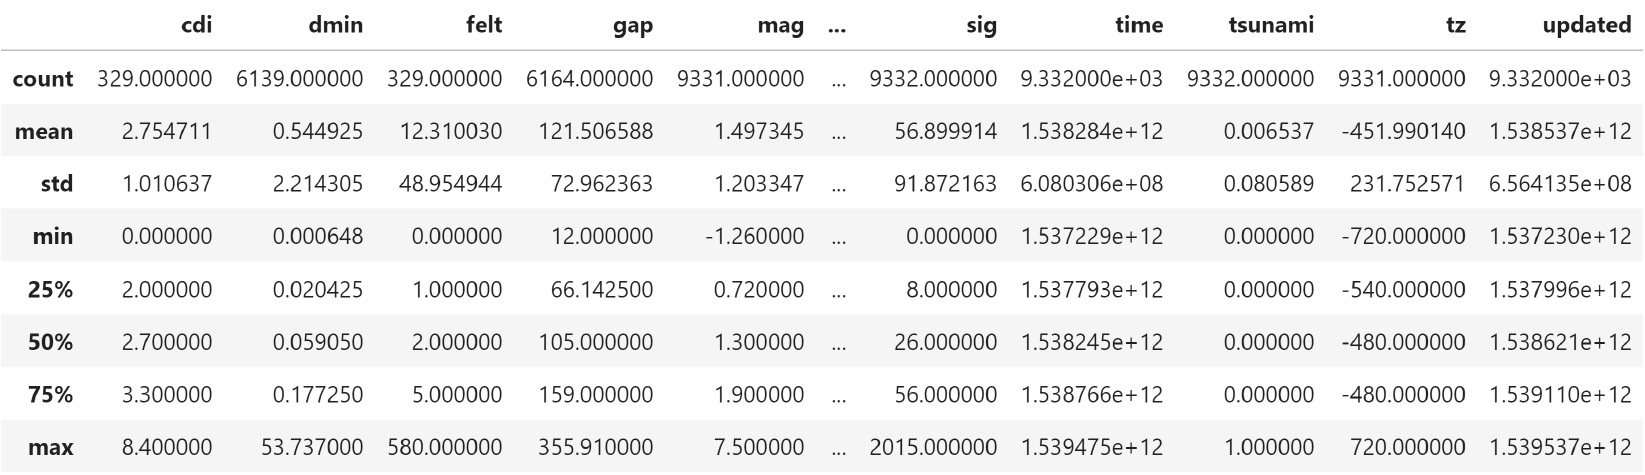 cdi dmin felt gap mag ... sig time tsunami tz updated
count 329.000000 6139.000000 329.000000 6164.000000 9331.000000 ... 9332.000000 9.332000e+03 9332.000000 9331.000000 9.332000e+03
mean 2.754711 0.544925 12.310030 121.506588 1.497345 ... 56.899914 1.538284e+12 0.006537 -451.990140 1.538537e+12
std 1.010637 2.214305 48.954944 72.962363 1.203347 ... 91.872163 6.080306e+08 0.080589 231.752571 6.564135e+08
min 0.000000 0.000648 0.000000 12.000000 -1.260000 ... 0.000000 1.537229e+12 0.000000 -720.000000 1.537230e+12
25% 2.000000 0.020425 1.000000 66.142500 0.720000 ... 8.000000 1.537793e+12 0.000000 -540.000000 1.537996e+12
50% 2.700000 0.059050 2.000000 105.000000 1.300000 ... 26.000000 1.538245e+12 0.000000 -480.000000 1.538621e+12
75% 3.300000 0.177250 5.000000 159.000000 1.900000 ... 56.000000 1.538766e+12 0.000000 -480.000000 1.539110e+12
max 8.400000 53.737000 580.000000 355.910000 7.500000 ... 2015.000000 1.539475e+12 1.000000 720.000000 1.539537e+12